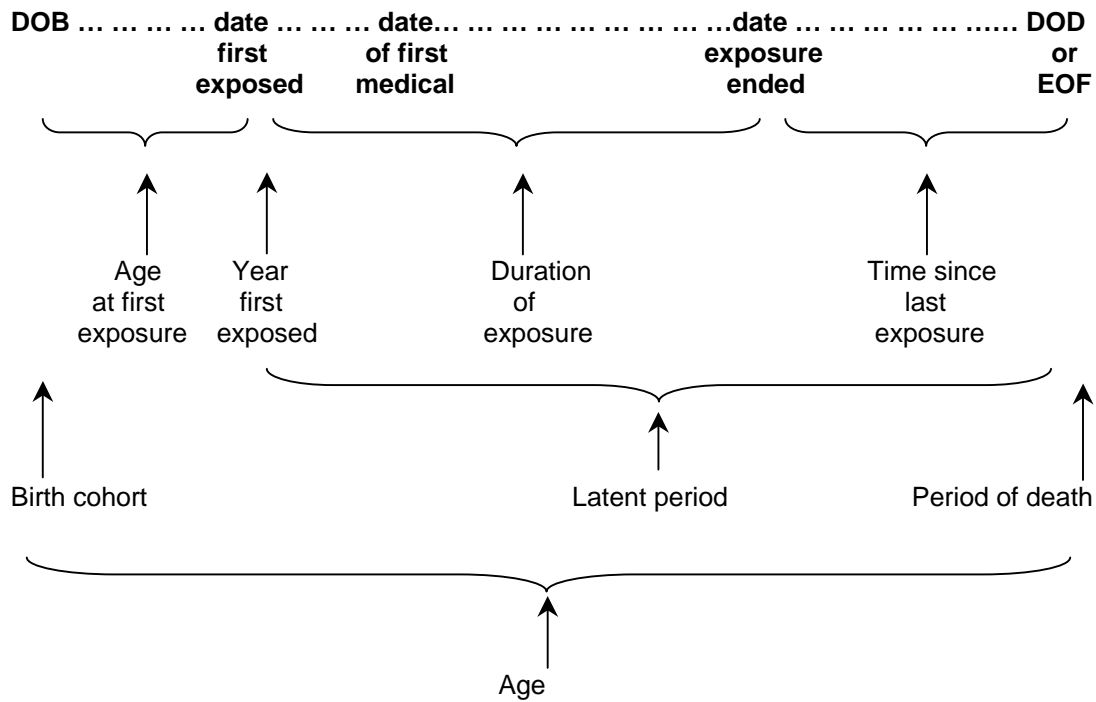 DOB … … … … date … … … date… … … … … … … … …date … … … … … …... DOD
first of first exposure or
exposed medical ended EOF
Age Year Duration Time since
at first first of last
exposure exposed exposure exposure
Birth cohort Latent period Period of death
Age